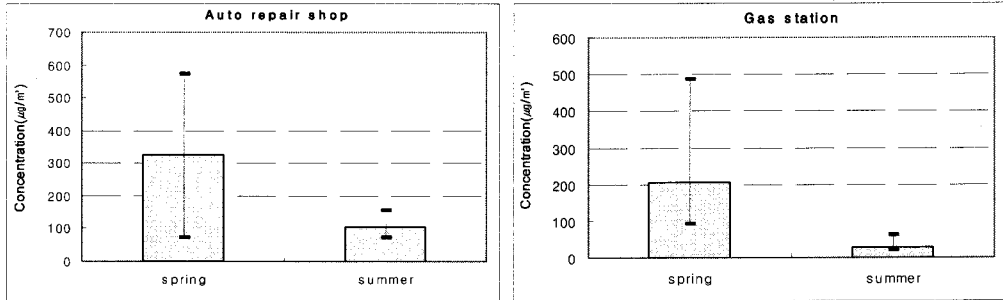 Auto repair shop
Concentration(㎍/㎥)
700
600
500
400
300
200
100
0
spring summer
Gas station
Concentration(㎍/㎥)
600
500
400
300
200
100
0
spring summer